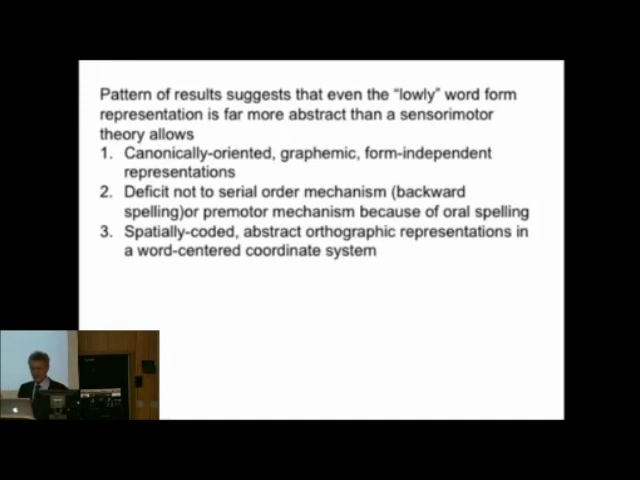 Pattern of results suggests that even the “lowly” word form
representation is far more abstract than a sensorimotor
theory allows
1. Canonically-oriented, graphemic, form-independent
representations
2. Deficit not to serial order mechanism (backward
spelling)or premotor mechanism because of oral spelling
3. Spatially-coded, abstract orthographic representations in
a word-centered coordinate system